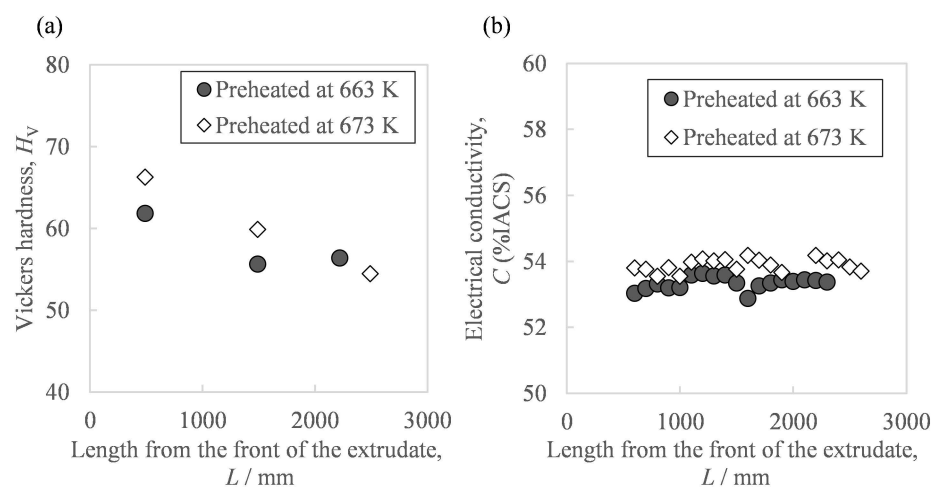 (a)
80
70
60
50
40
Vickers hardness, HV
Preheated at 663 K
Preheated at 673 K
0 1000 2000 3000
Length from the front of the extrudate,
L / mm
(b)
60
58
56
54
52
50
Electrical conductivity,
C (%IACS)
Preheated at 663 K
Preheated at 673 K
0 1000 2000 3000
Length from the front of the extrudate,
L / mm